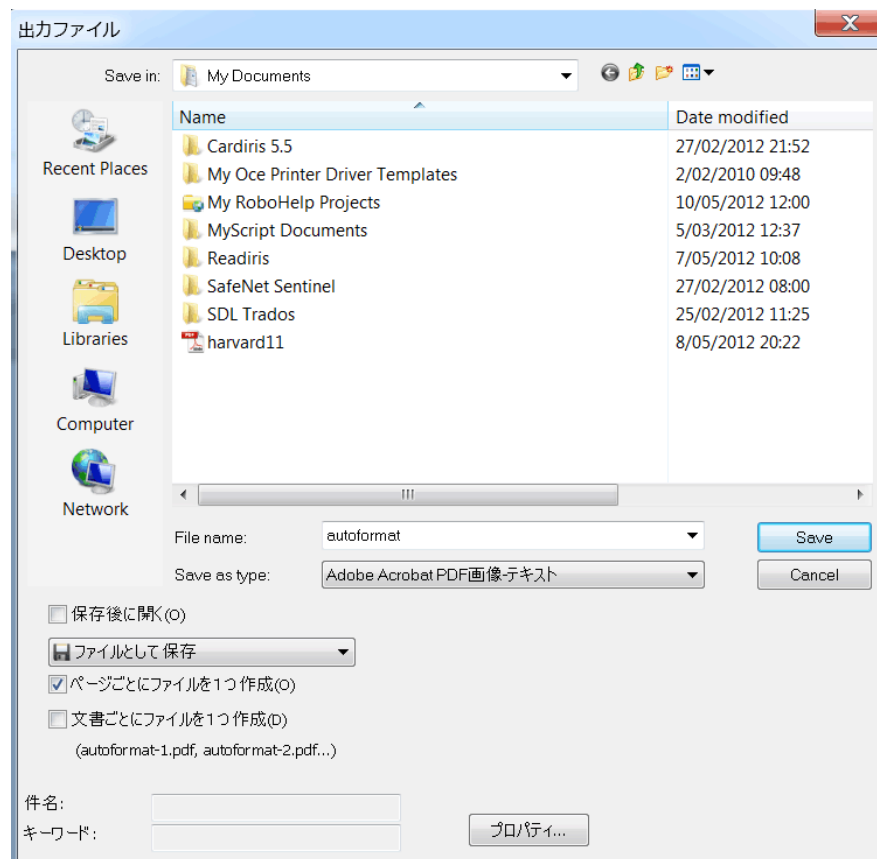 出力ファイル
Save in: My Documents
Name Date modified
Recent Places
Desktop
Libraries
Computer
Network
Cardiris 5.5 27/02/2012 21:52
My Oce Printer Driver Templates 2/02/2010 09:48
My RoboHelp Projects 10/05/2012 12:00
MyScript Documents 5/03/2012 12:37
Readiris 7/05/2012 10:08
SafeNet Sentinel 27/02/2012 08:00
SDL Trados 25/02/2012 11:25
harvard11 8/05/2012 20:22
File name: autoformat Save
Save as type: Adobe Acrobat PDF画像-テキスト Cancel
保存後に開く(O)
ファイルとして保存
ページごとにファイルを1つ作成(O)
文書ごとにファイルを1つ作成(D)
(autoformat-1.pdf, autoformat-2.pdf...)
件名:
キーワード: プロパティ...